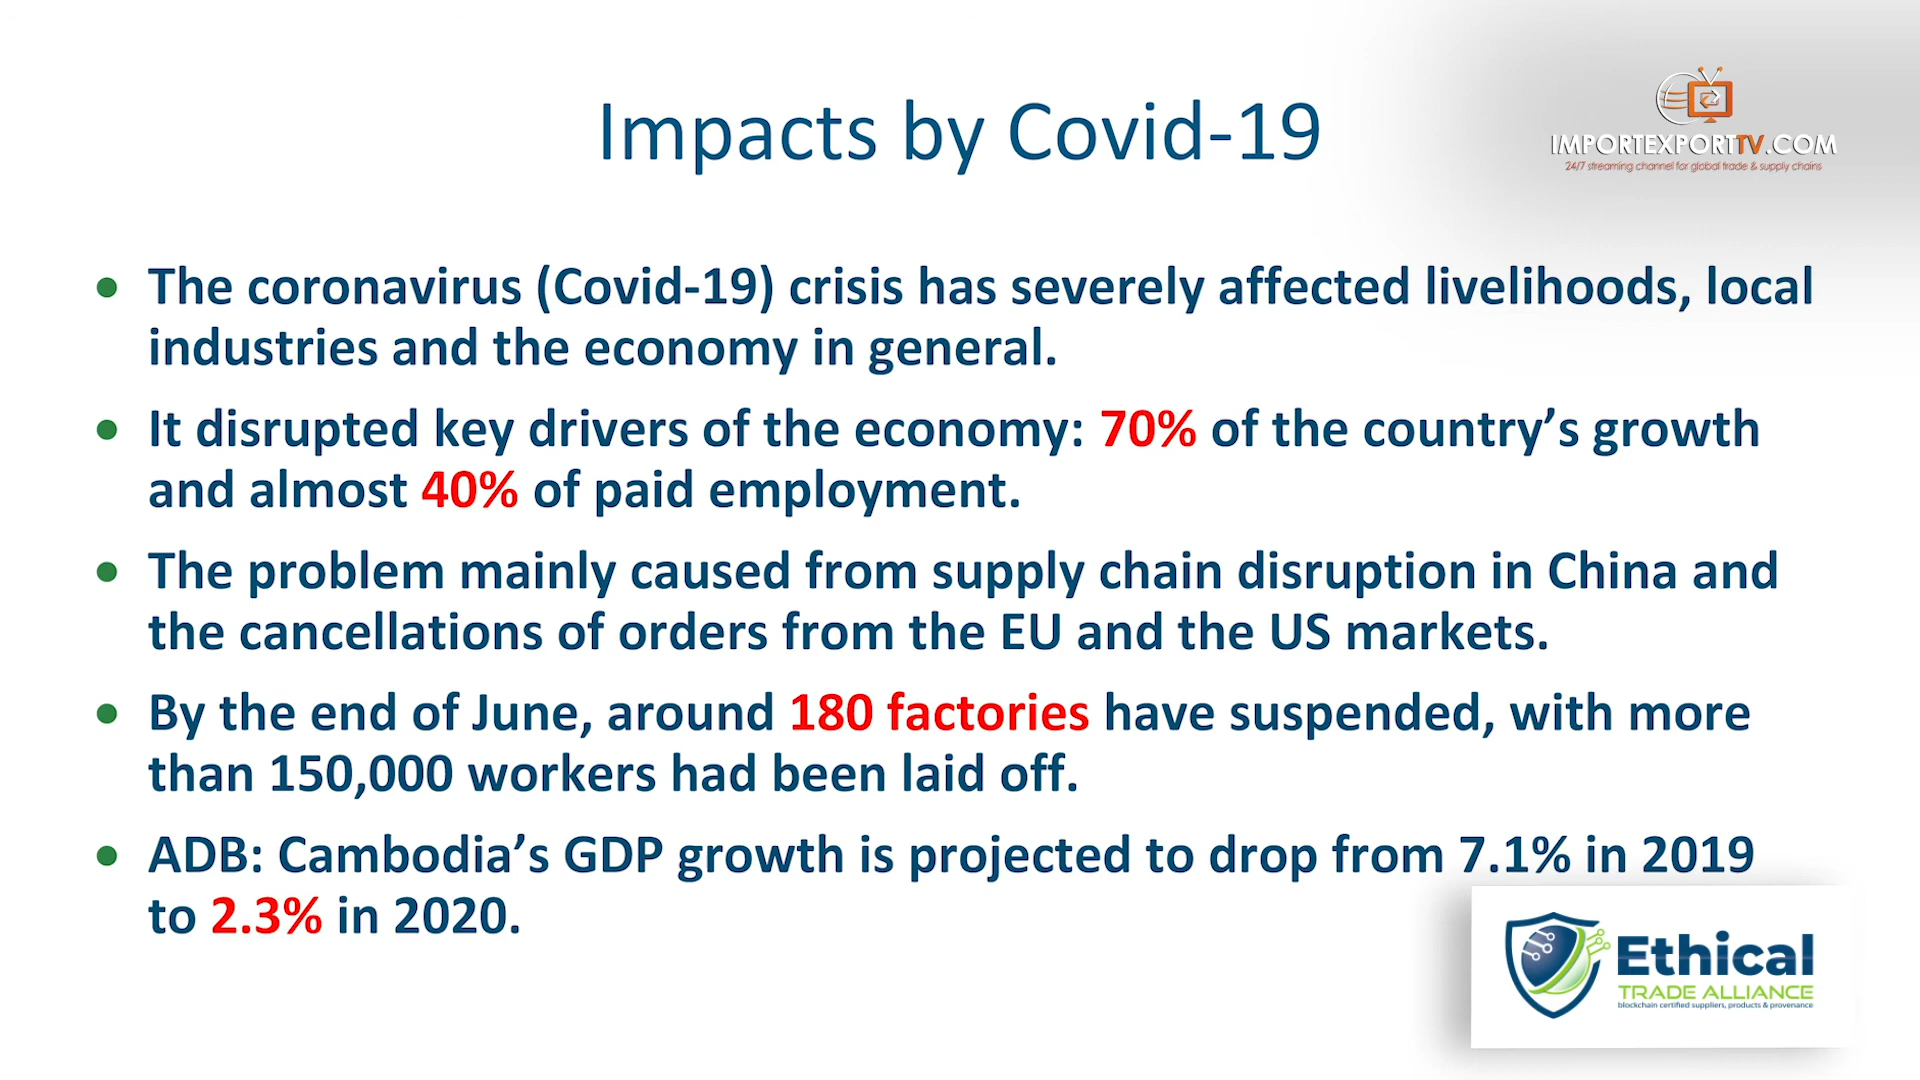 Impacts by Covid-19
IMPORTEXPORTTV.COM
24/7 streaming channel for global trade & supply chains
• The coronavirus (Covid-19) crisis has severely affected livelihoods, local
industries and the economy in general.
• It disrupted key drivers of the economy: 70% of the country’s growth
and almost 40% of paid employment.
• The problem mainly caused from supply chain disruption in China and
the cancellations of orders from the EU and the US markets.
• By the end of June, around 180 factories have suspended, with more
than 150,000 workers had been laid off.
• ADB: Cambodia’s GDP growth is projected to drop from 7.1% in 2019
to 2.3% in 2020.
Ethical
TRADE ALLIANCE
blockchain certified suppliers, products & provenance